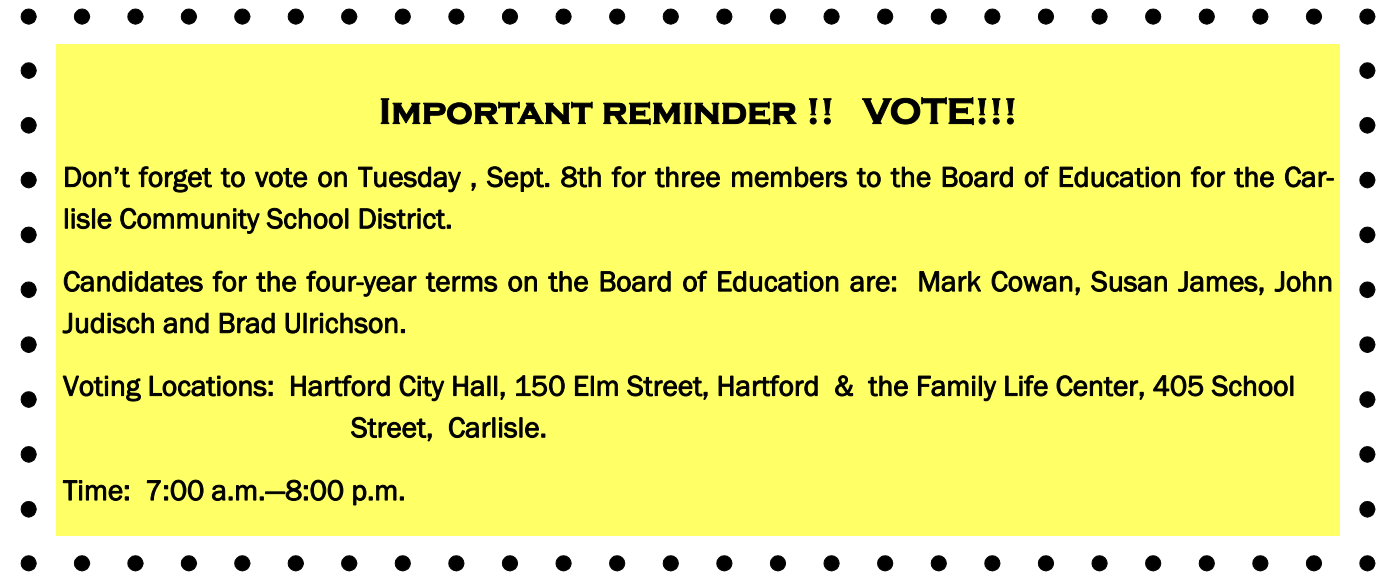 IMPORTANT REMINDER !! VOTE!!!
Don’t forget to vote on Tuesday , Sept. 8th for three members to the Board of Education for the Car-
lisle Community School District.
Candidates for the four-year terms on the Board of Education are: Mark Cowan, Susan James, John
Judisch and Brad Ulrichson.
Voting Locations: Hartford City Hall, 150 Elm Street, Hartford & the Family Life Center, 405 School
Street, Carlisle.
Time: 7:00 a.m.—8:00 p.m.